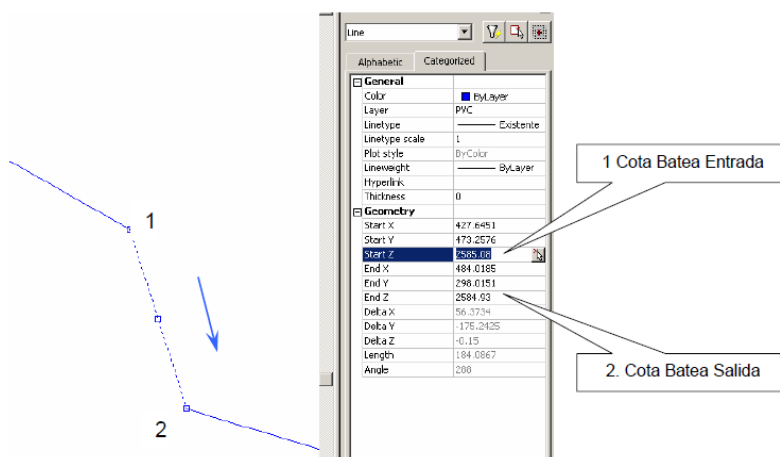 Line
Alphabetic Categorized
General
Color ByLayer
Layer PVC
Linetype Existente
Linetype scale 1
Plot style ByColor
Lineweight ByLayer
Hyperlink
Thickness 0
Geometry
Start X 427.6451
Start Y 473.2576
Start Z 2585.08
End X 484.0185
End Y 298.0151
End Z 2584.93
Delta X 56.3734
Delta Y -175.2425
Delta Z -0.15
Length 184.0867
Angle 288
1 Cota Batea Entrada
2. Cota Batea Salida
1
2